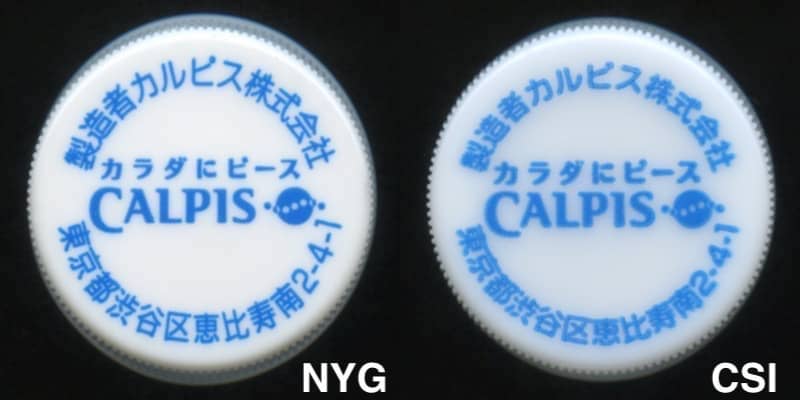 製造者カルピス株式会社
カラダにピース
CALPIS
東京都渋谷区恵比寿南2-4-1
NYG
製造者カルピス株式会社
カラダにピース
CALPIS
東京都渋谷区恵比寿南2-4-1
CSI